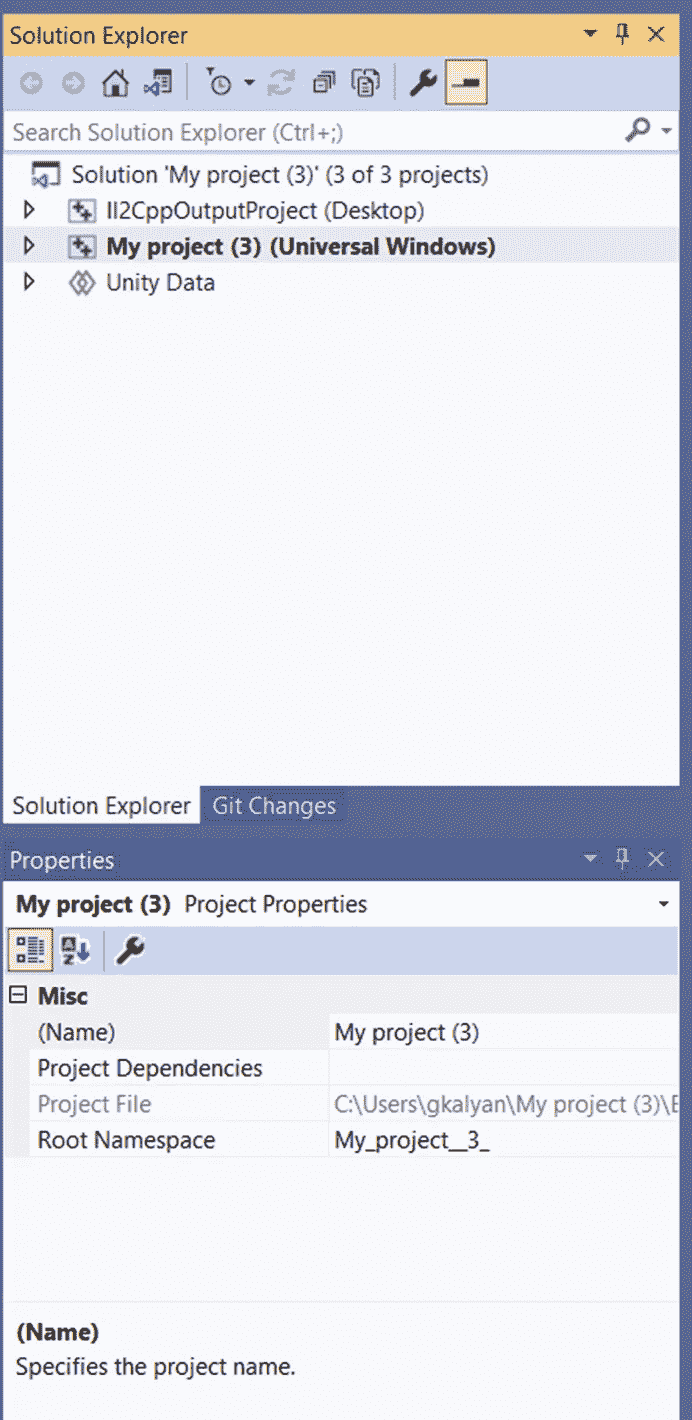 Solution Explorer
Search Solution Explorer (Ctrl+;)
Solution 'My project (3)' (3 of 3 projects)
Il2CppOutputProject (Desktop)
My project (3) (Universal Windows)
Unity Data
Solution Explorer Git Changes
Properties
My project (3) Project Properties
Misc
(Name) My project (3)
Project Dependencies
Project File C:\Users\gkalyan\My project (3)\B
Root Namespace My_project__3_
(Name)
Specifies the project name.